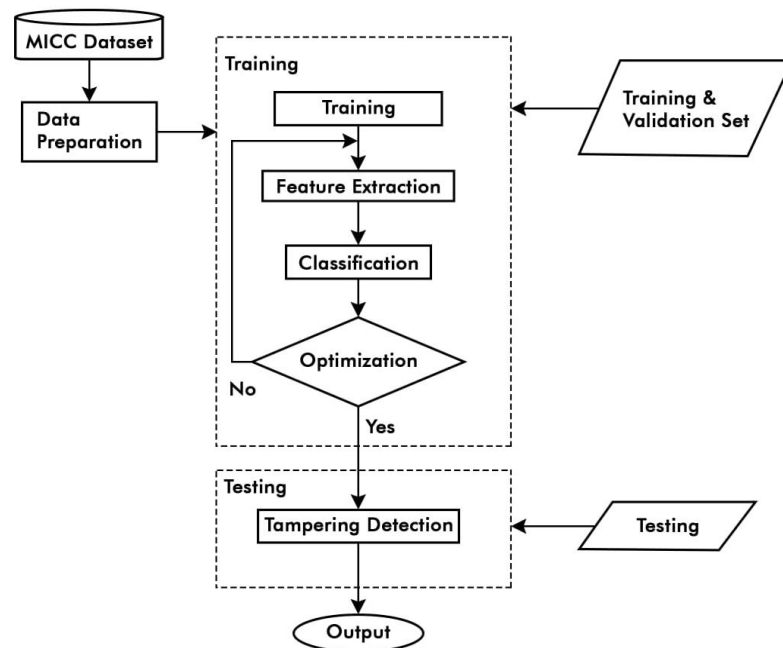 MICC Dataset
Data
Preparation
Training
Training
Feature Extraction
Classification
Optimization
No
Yes
Training &
Validation Set
Testing
Tampering Detection
Testing
Output